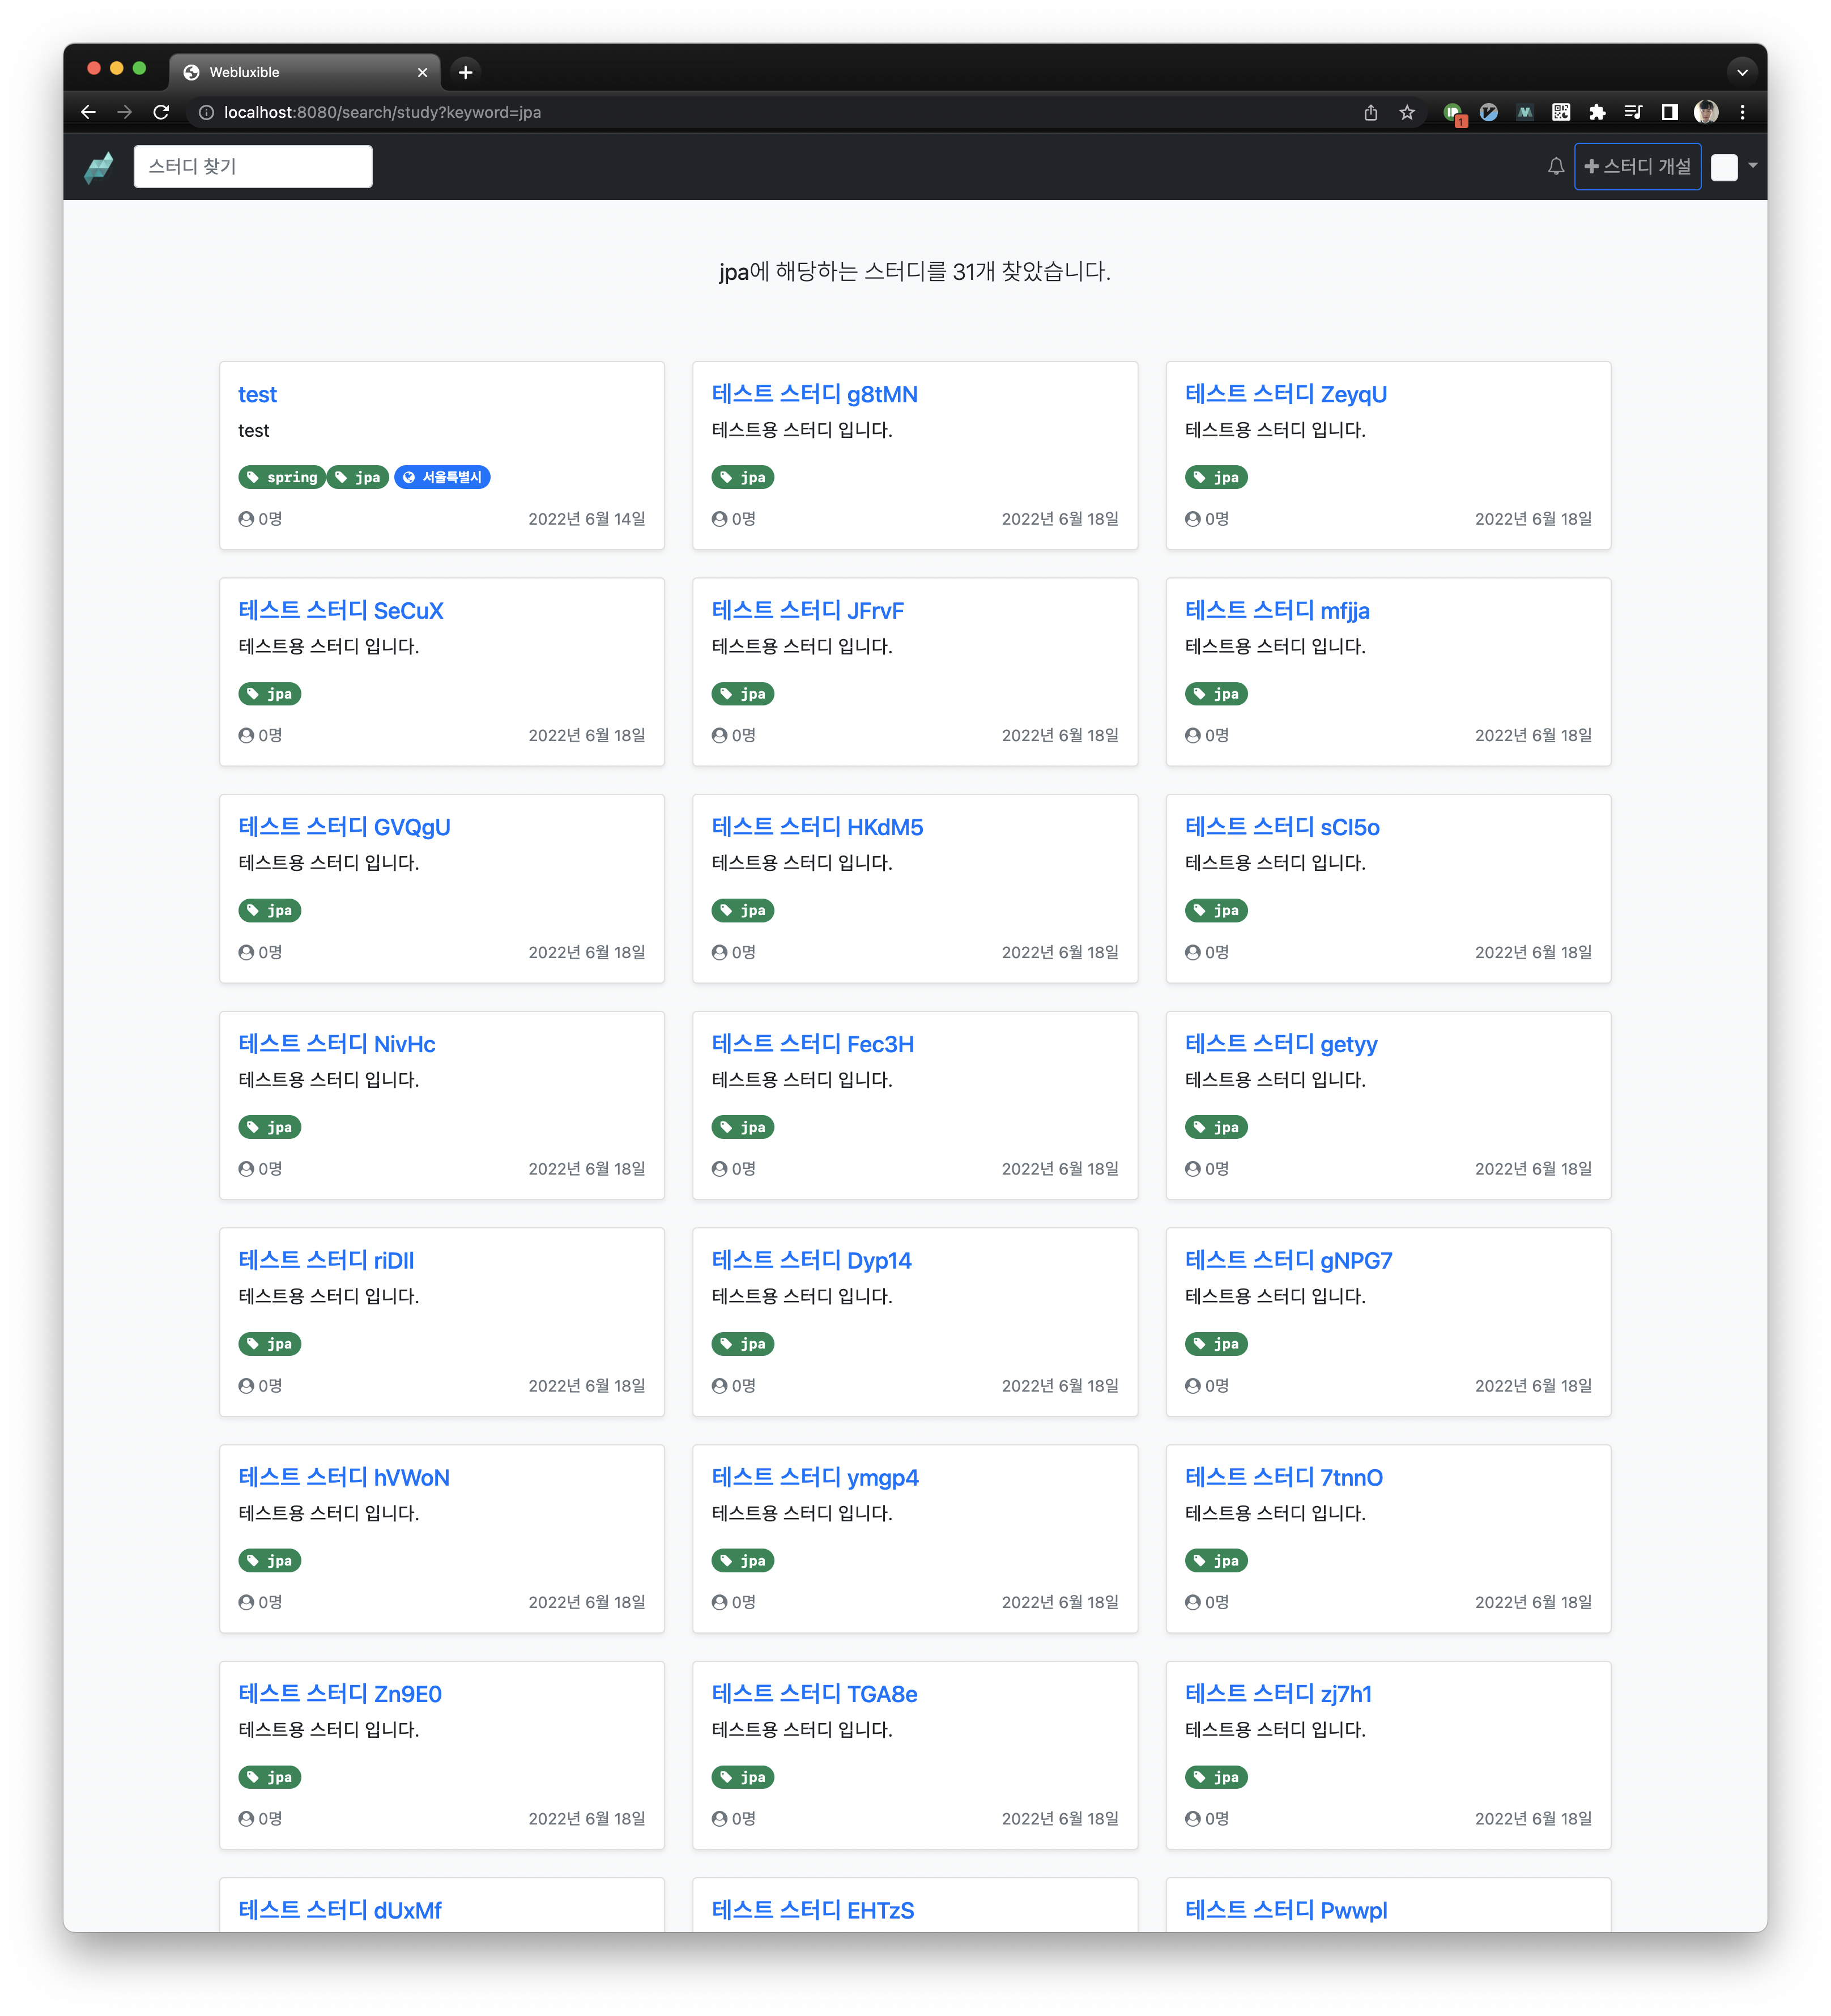 Webluxible
localhost:8080/search/study?keyword=jpa
1
스터디 찾기
스터디 개설
jpa에 해당하는 스터디를 31개 찾았습니다.
test
test
spring jpa 서울특별시
0명 2022년 6월 14일
테스트 스터디 g8tMN
테스트용 스터디 입니다.
jpa
0명 2022년 6월 18일
테스트 스터디 ZeyqU
테스트용 스터디 입니다.
jpa
0명 2022년 6월 18일
테스트 스터디 SeCuX
테스트용 스터디 입니다.
jpa
0명 2022년 6월 18일
테스트 스터디 JFrvF
테스트용 스터디 입니다.
jpa
0명 2022년 6월 18일
테스트 스터디 mfjja
테스트용 스터디 입니다.
jpa
0명 2022년 6월 18일
테스트 스터디 GVQgU
테스트용 스터디 입니다.
jpa
0명 2022년 6월 18일
테스트 스터디 HKdM5
테스트용 스터디 입니다.
jpa
0명 2022년 6월 18일
테스트 스터디 sCI5o
테스트용 스터디 입니다.
jpa
0명 2022년 6월 18일
테스트 스터디 NivHc
테스트용 스터디 입니다.
jpa
0명 2022년 6월 18일
테스트 스터디 Fec3H
테스트용 스터디 입니다.
jpa
0명 2022년 6월 18일
테스트 스터디 getyy
테스트용 스터디 입니다.
jpa
0명 2022년 6월 18일
테스트 스터디 riDIl
테스트용 스터디 입니다.
jpa
0명 2022년 6월 18일
테스트 스터디 Dyp14
테스트용 스터디 입니다.
jpa
0명 2022년 6월 18일
테스트 스터디 gNPG7
테스트용 스터디 입니다.
jpa
0명 2022년 6월 18일
테스트 스터디 hVWoN
테스트용 스터디 입니다.
jpa
0명 2022년 6월 18일
테스트 스터디 ymgp4
테스트용 스터디 입니다.
jpa
0명 2022년 6월 18일
테스트 스터디 7tnnO
테스트용 스터디 입니다.
jpa
0명 2022년 6월 18일
테스트 스터디 Zn9E0
테스트용 스터디 입니다.
jpa
0명 2022년 6월 18일
테스트 스터디 TGA8e
테스트용 스터디 입니다.
jpa
0명 2022년 6월 18일
테스트 스터디 zj7h1
테스트용 스터디 입니다.
jpa
0명 2022년 6월 18일
테스트 스터디 dUxMf
테스트 스터디 EHTzS
테스트 스터디 Pwwpl